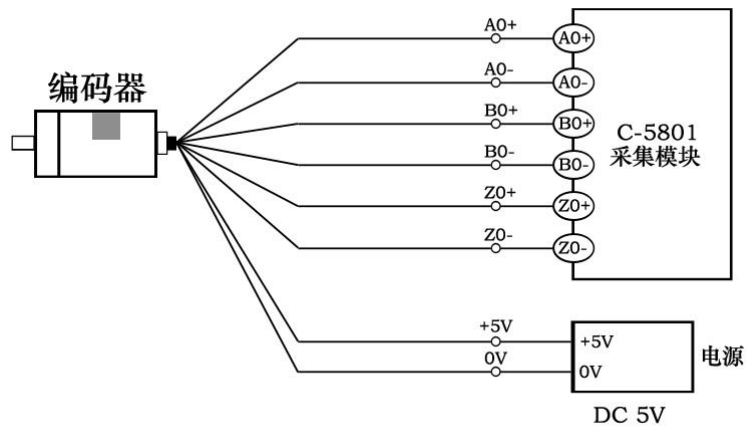 编码器
A0+
A0+
A0-
A0-
B0+
B0+
B0-
B0-
Z0+
Z0+
Z0-
Z0-
C-5801
采集模块
+5V
+5V
0V
0V
电源
DC 5V